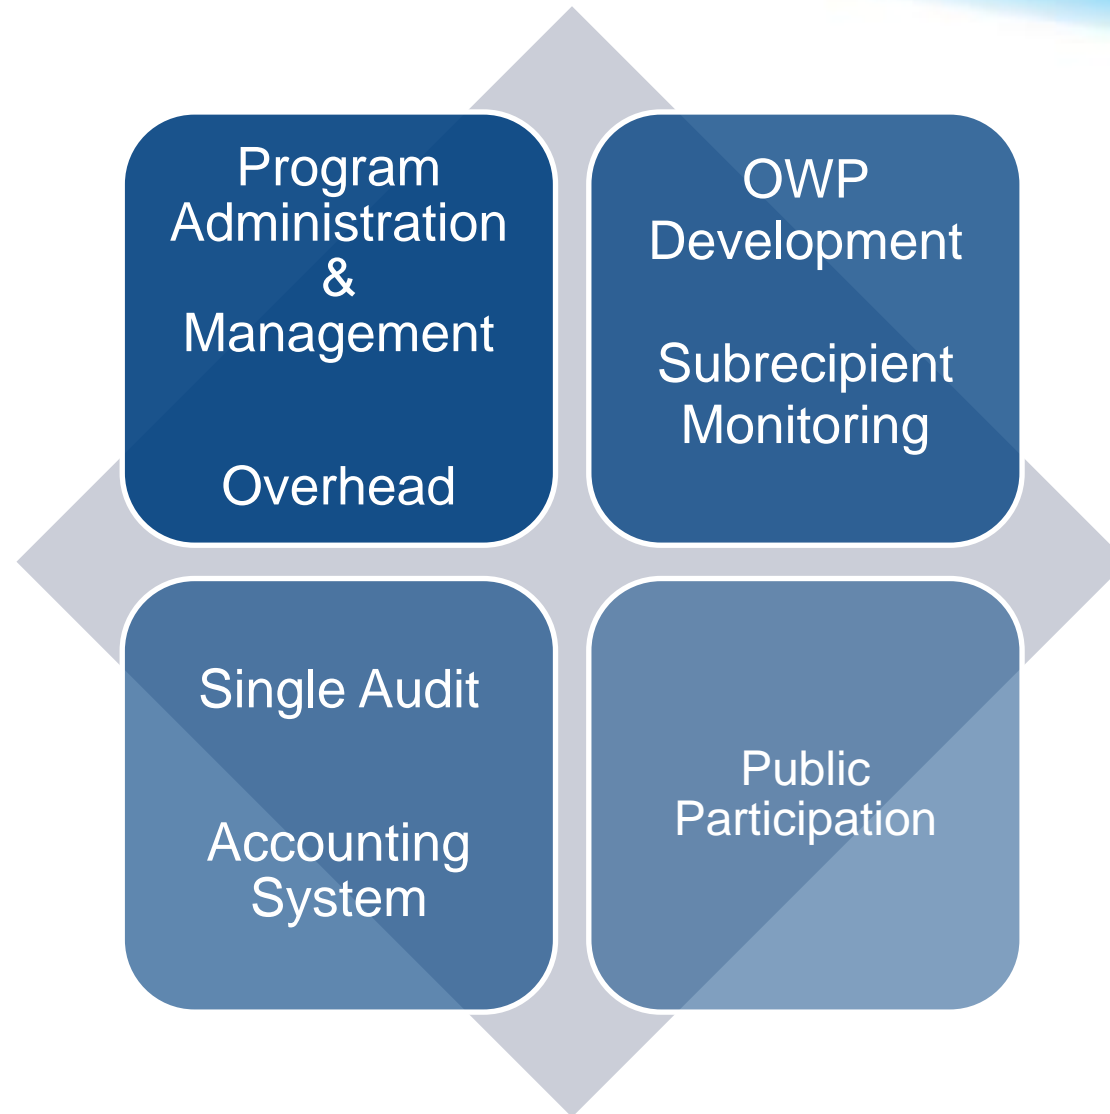 Program
Administration
&
Management
Overhead
OWP
Development
Subrecipient
Monitoring
Single Audit
Accounting
System
Public
Participation